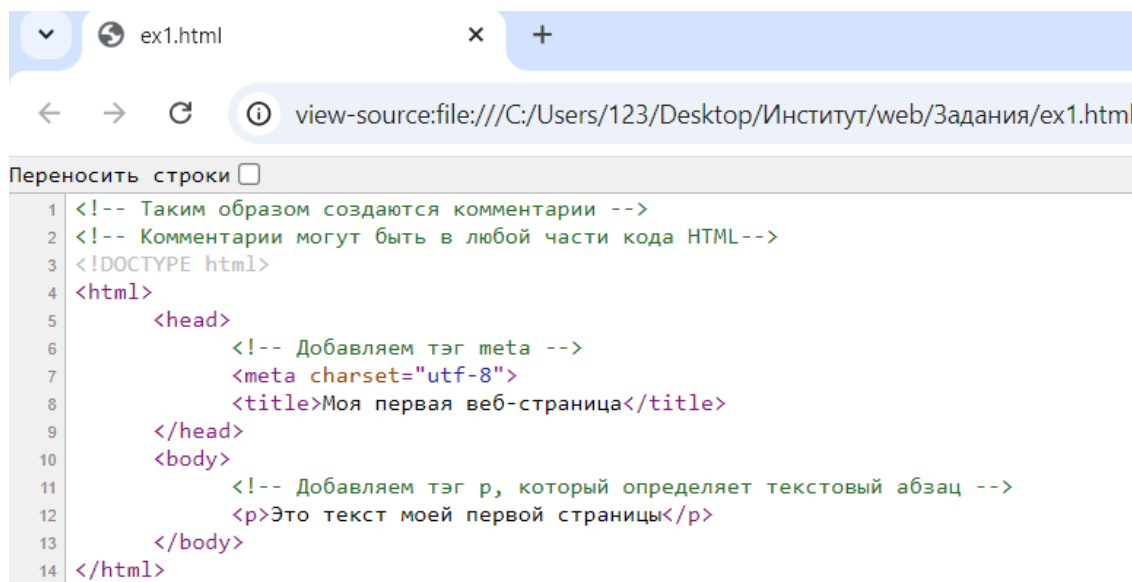 ex1.html
view-source:file:///C:/Users/123/Desktop/Институт/web/Задания/ex1.html
Переносить строки
1 <!-- Таким образом создаются комментарии -->
2 <!-- Комментарии могут быть в любой части кода HTML-->
3 <!DOCTYPE html>
4 <html>
5 <head>
6 <!-- Добавляем тэг meta -->
7 <meta charset="utf-8">
8 <title>Моя первая веб-страница</title>
9 </head>
10 <body>
11 <!-- Добавляем тэг p, который определяет текстовый абзац -->
12 <p>Это текст моей первой страницы</p>
13 </body>
14 </html>